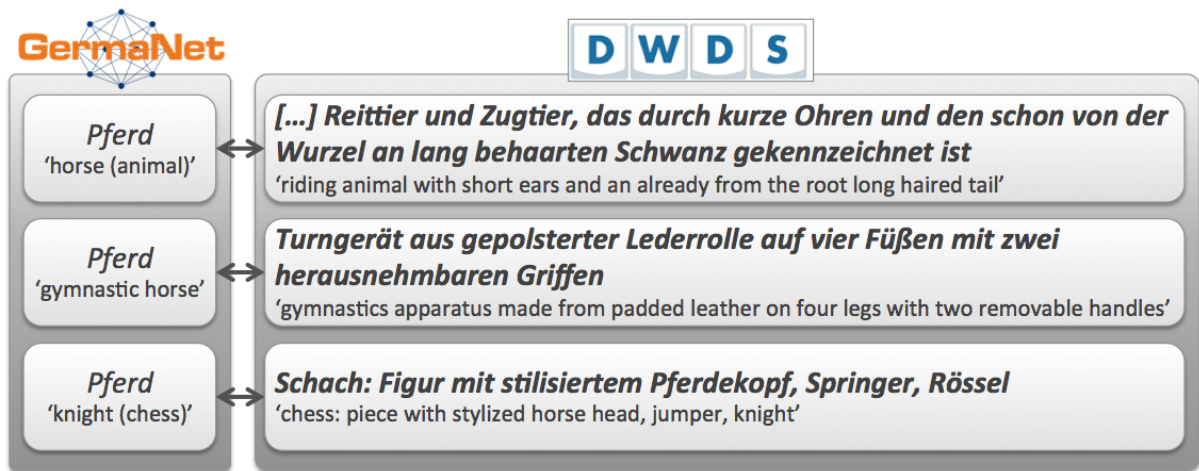 GermaNet
DWDS
Pferd
‘horse (animal)’
[…] Reittier und Zugtier, das durch kurze Ohren und den schon von der
Wurzel an lang behaarten Schwanz gekennzeichnet ist
‘riding animal with short ears and an already from the root long haired tail’
Pferd
‘gymnastic horse’
Turngerät aus gepolsterter Lederrolle auf vier Füßen mit zwei
herausnehmbaren Griffen
‘gymnastics apparatus made from padded leather on four legs with two removable handles’
Pferd
‘knight (chess)’
Schach: Figur mit stilisiertem Pferdekopf, Springer, Rössel
‘chess: piece with stylized horse head, jumper, knight’